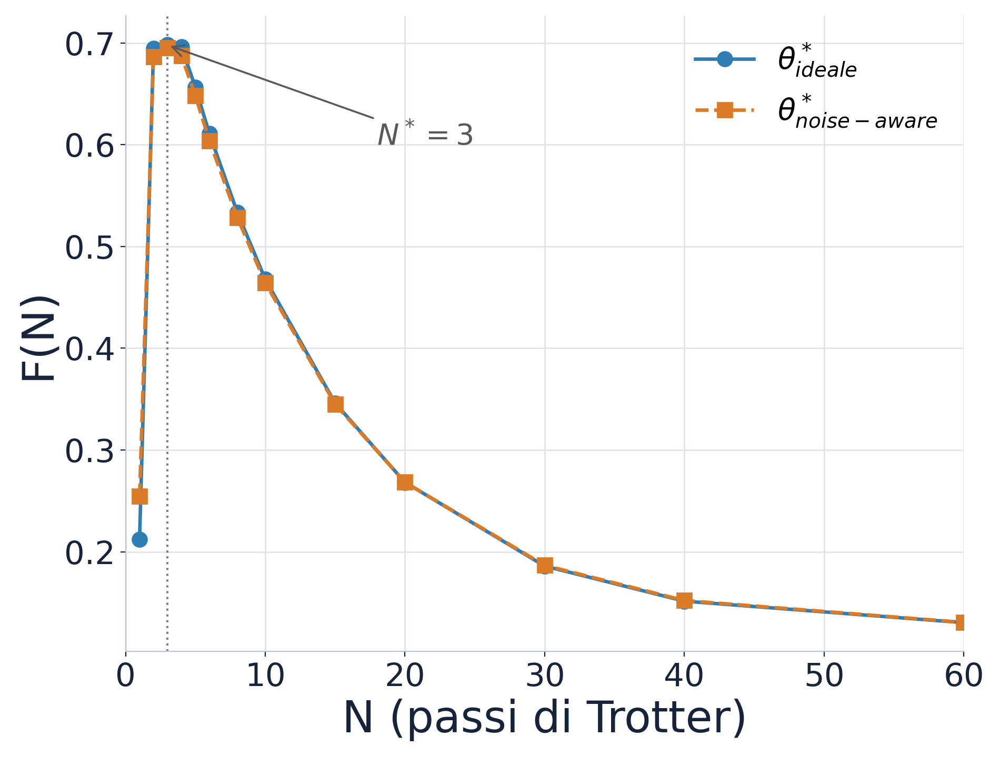 0.7
0.6
0.5
0.4
0.3
0.2
F(N)
θ*ideale
θ*noise−aware
N* = 3
0 10 20 30 40 50 60
N (passi di Trotter)